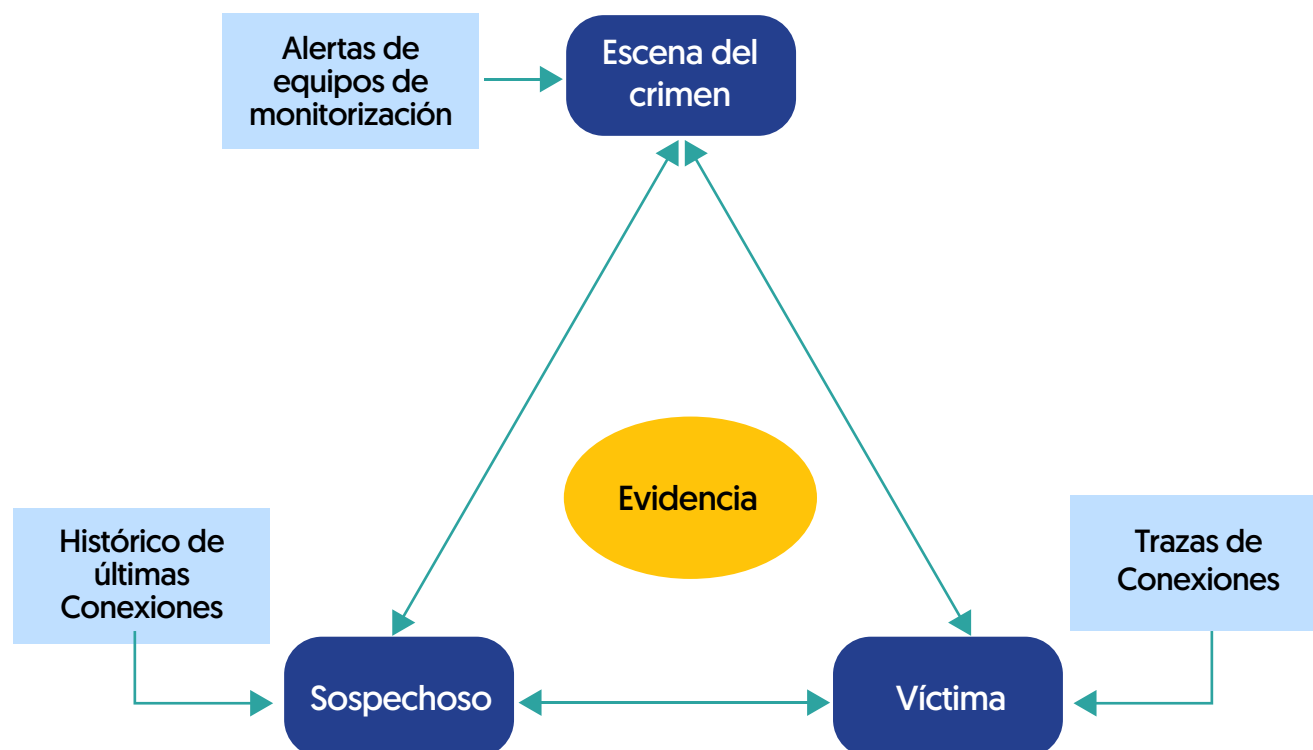 Alertas de
equipos de
monitorización
Escena del
crimen
Evidencia
Histórico de
últimas
Conexiones
Trazas de
Conexiones
Sospechoso
Víctima